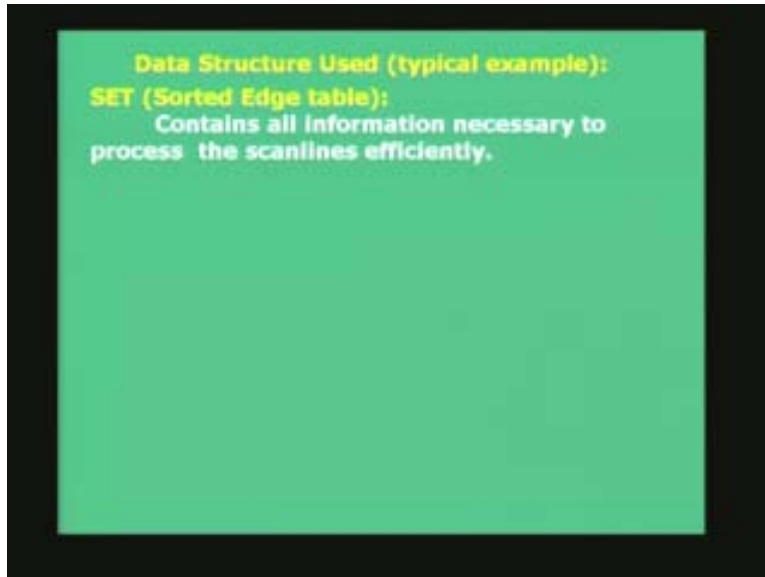 Data Structure Used (typical example):
SET (Sorted Edge table):
Contains all information necessary to
process the scanlines efficiently.